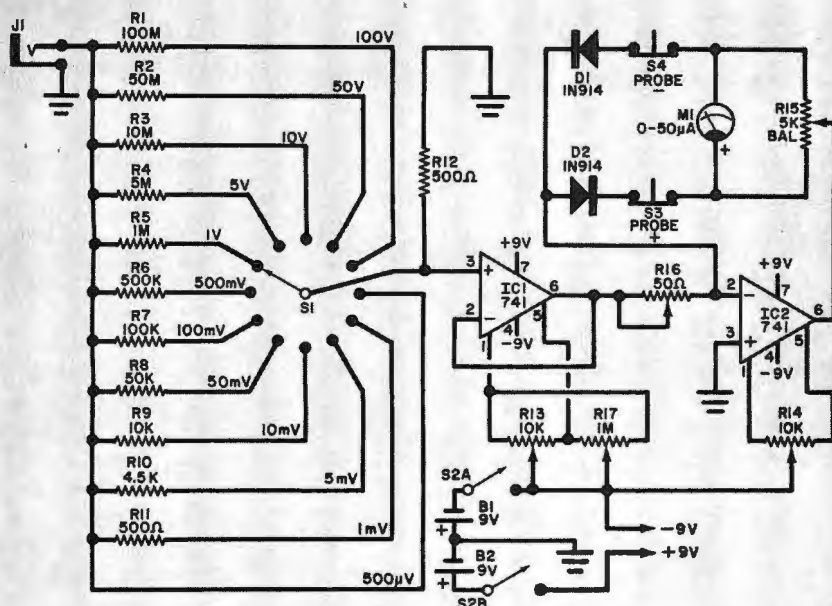 J1
V
R1
100M
100V
R2
50M
50V
R3
10M
10V
R4
5M
5V
R5
1M
1V
R6
500K
500mV
R7
100K
100mV
R8
50K
50mV
R9
10K
10mV
R10
4.5K
5mV
R11
500Ω
1mV
500μV
S1
R12
500Ω
3
+
+9V
7
IC1
741
6
2
−
4
5
1
−9V
R13
10K
R17
1M
S2A
B1
9V
+
B2
9V
+
S2B
−9V
+9V
D1
1N914
S4
PROBE
−
D2
1N914
S3
PROBE
+
M1
0-50μA
+
R15
5K
BAL
R16
50Ω
2
−
+9V
7
IC2
741
6
3
+
4
5
1
−9V
R14
10K